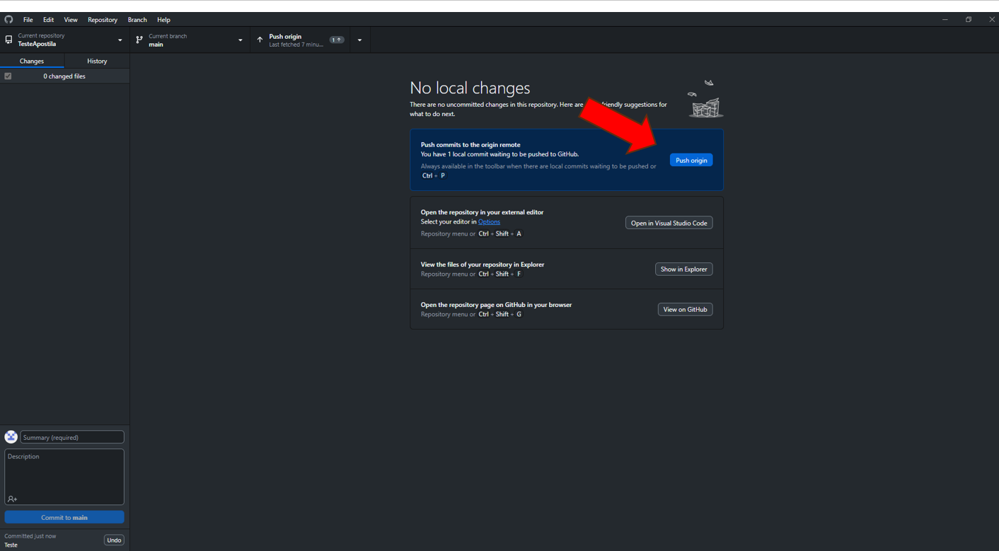 File Edit View Repository Branch Help
Current repository
TesteApostila
Current branch
main
Push origin
Last fetched 7 minu...
1
Changes
History
0 changed files
No local changes
There are no uncommitted changes in this repository. Here are friendly suggestions for
what to do next.
Push commits to the origin remote
You have 1 local commit waiting to be pushed to GitHub.
Always available in the toolbar when there are local commits waiting to be pushed or
Ctrl + P
Push origin
Open the repository in your external editor
Select your editor in Options
Repository menu or Ctrl + Shift + A
Open in Visual Studio Code
View the files of your repository in Explorer
Repository menu or Ctrl + Shift + F
Show in Explorer
Open the repository page on GitHub in your browser
Repository menu or Ctrl + Shift + G
View on GitHub
Summary (required)
Description
Commit to main
Committed just now
Teste
Undo